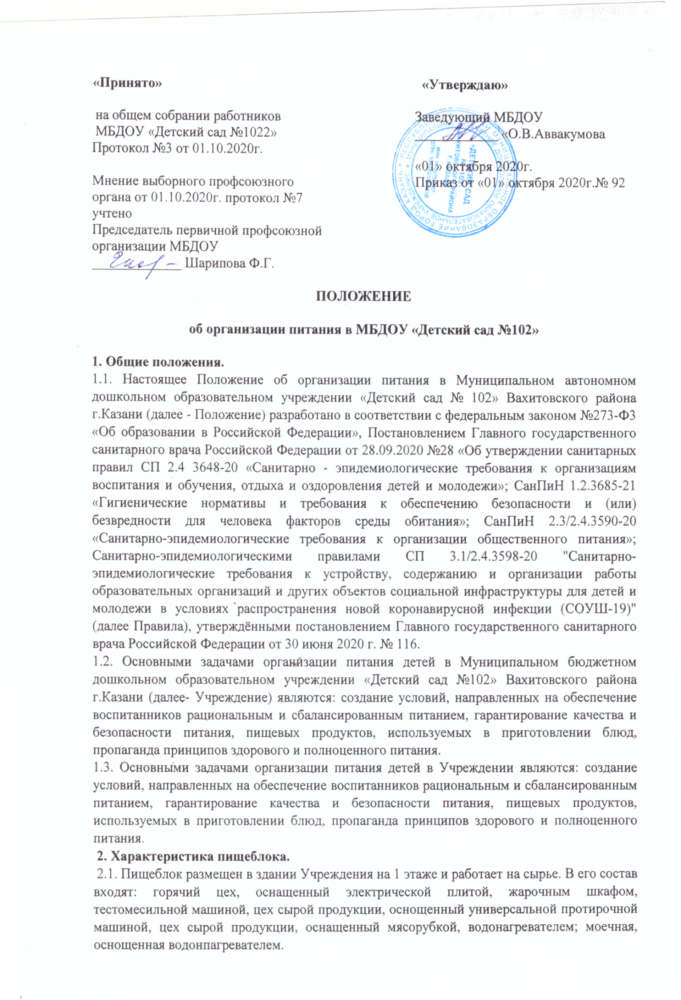 «Принято»
на общем собрании работников
МБДОУ «Детский сад №1022»
Протокол №3 от 01.10.2020г.
Мнение выборного профсоюзного
органа от 01.10.2020г. протокол №7
учтено
Председатель первичной профсоюзной
организации МБДОУ
______________ Шарипова Ф.Г.
«Утверждаю»
Заведующий МБДОУ
_____________ «О.В.Аввакумова
«01» октября 2020г.
Приказ от «01» октября 2020г.№ 92
«ДЕТСКИЙ САД
№ 102»
ВАХИТОВСКОГО РАЙОНА
ПОЛОЖЕНИЕ
об организации питания в МБДОУ «Детский сад №102»
1. Общие положения.
1.1. Настоящее Положение об организации питания в Муниципальном автономном
дошкольном образовательном учреждении «Детский сад № 102» Вахитовского района
г.Казани (далее - Положение) разработано в соответствии с федеральным законом №273-ФЗ
«Об образовании в Российской Федерации», Постановлением Главного государственного
санитарного врача Российской Федерации от 28.09.2020 №28 «Об утверждении санитарных
правил СП 2.4 3648-20 «Санитарно - эпидемиологические требования к организациям
воспитания и обучения, отдыха и оздоровления детей и молодежи»; СанПиН 1.2.3685-21
«Гигиенические нормативы и требования к обеспечению безопасности и (или)
безвредности для человека факторов среды обитания»; СанПиН 2.3/2.4.3590-20
«Санитарно-эпидемиологические требования к организации общественного питания»;
Санитарно-эпидемиологическими правилами СП 3.1/2.4.3598-20 "Санитарно-
эпидемиологические требования к устройству, содержанию и организации работы
образовательных организаций и других объектов социальной инфраструктуры для детей и
молодежи в условиях распространения новой коронавирусной инфекции (СОУШ-19)"
(далее Правила), утверждёнными постановлением Главного государственного санитарного
врача Российской Федерации от 30 июня 2020 г. № 116.
1.2. Основными задачами организации питания детей в Муниципальном бюджетном
дошкольном образовательном учреждении «Детский сад №102» Вахитовского района
г.Казани (далее- Учреждение) являются: создание условий, направленных на обеспечение
воспитанников рациональным и сбалансированным питанием, гарантирование качества и
безопасности питания, пищевых продуктов, используемых в приготовлении блюд,
пропаганда принципов здорового и полноценного питания.
1.3. Основными задачами организации питания детей в Учреждении являются: создание
условий, направленных на обеспечение воспитанников рациональным и сбалансированным
питанием, гарантирование качества и безопасности питания, пищевых продуктов,
используемых в приготовлении блюд, пропаганда принципов здорового и полноценного
питания.
2. Характеристика пищеблока.
2.1. Пищеблок размещен в здании Учреждения на 1 этаже и работает на сырье. В его состав
входят: горячий цех, оснащенный электрической плитой, жарочным шкафом,
тестомесильной машиной, цех сырой продукции, оснощенный универсальной протирочной
машиной, цех сырой продукции, оснащенный мясорубкой, водонагревателем; моечная,
оснощенная водонпагревателем.